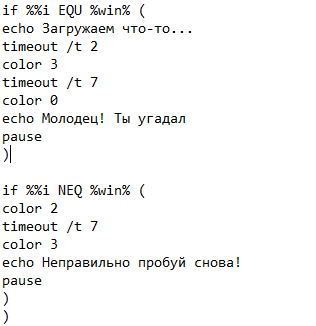 if %%i EQU %win% (
echo Загружаем что-то...
timeout /t 2
color 3
timeout /t 7
color 0
echo Молодец! Ты угадал
pause
)
if %%i NEQ %win% (
color 2
timeout /t 7
color 3
echo Неправильно пробуй снова!
pause
)
)